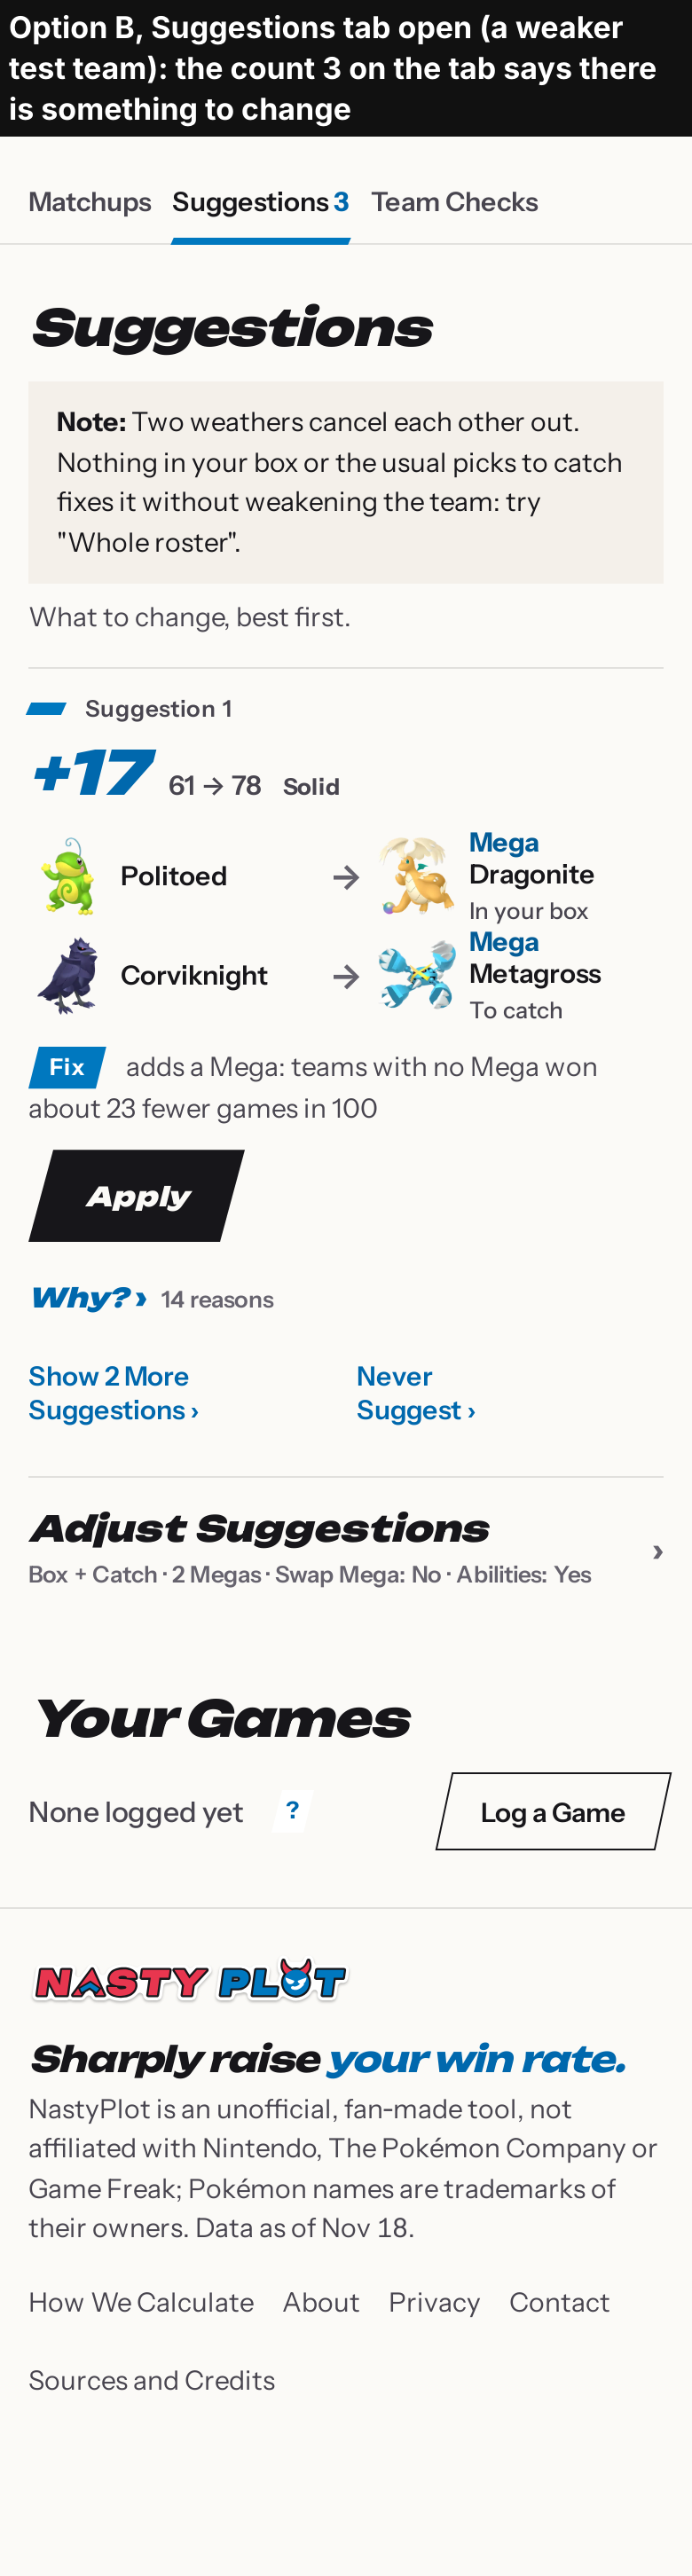 Option B, Suggestions tab open (a weaker
test team): the count 3 on the tab says there
is something to change
Matchups Suggestions 3 Team Checks
Suggestions
Note: Two weathers cancel each other out.
Nothing in your box or the usual picks to catch
fixes it without weakening the team: try
"Whole roster".
What to change, best first.
Suggestion 1
+17 61 → 78 Solid
Politoed → Mega
Dragonite
In your box
Corviknight → Mega
Metagross
To catch
Fix adds a Mega: teams with no Mega won
about 23 fewer games in 100
Apply
Why? › 14 reasons
Show 2 More
Suggestions ›
Never
Suggest ›
Adjust Suggestions ›
Box + Catch · 2 Megas · Swap Mega: No · Abilities: Yes
Your Games
None logged yet ? Log a Game
NASTY PLOT
Sharply raise your win rate.
NastyPlot is an unofficial, fan-made tool, not
affiliated with Nintendo, The Pokémon Company or
Game Freak; Pokémon names are trademarks of
their owners. Data as of Nov 18.
How We Calculate About Privacy Contact
Sources and Credits